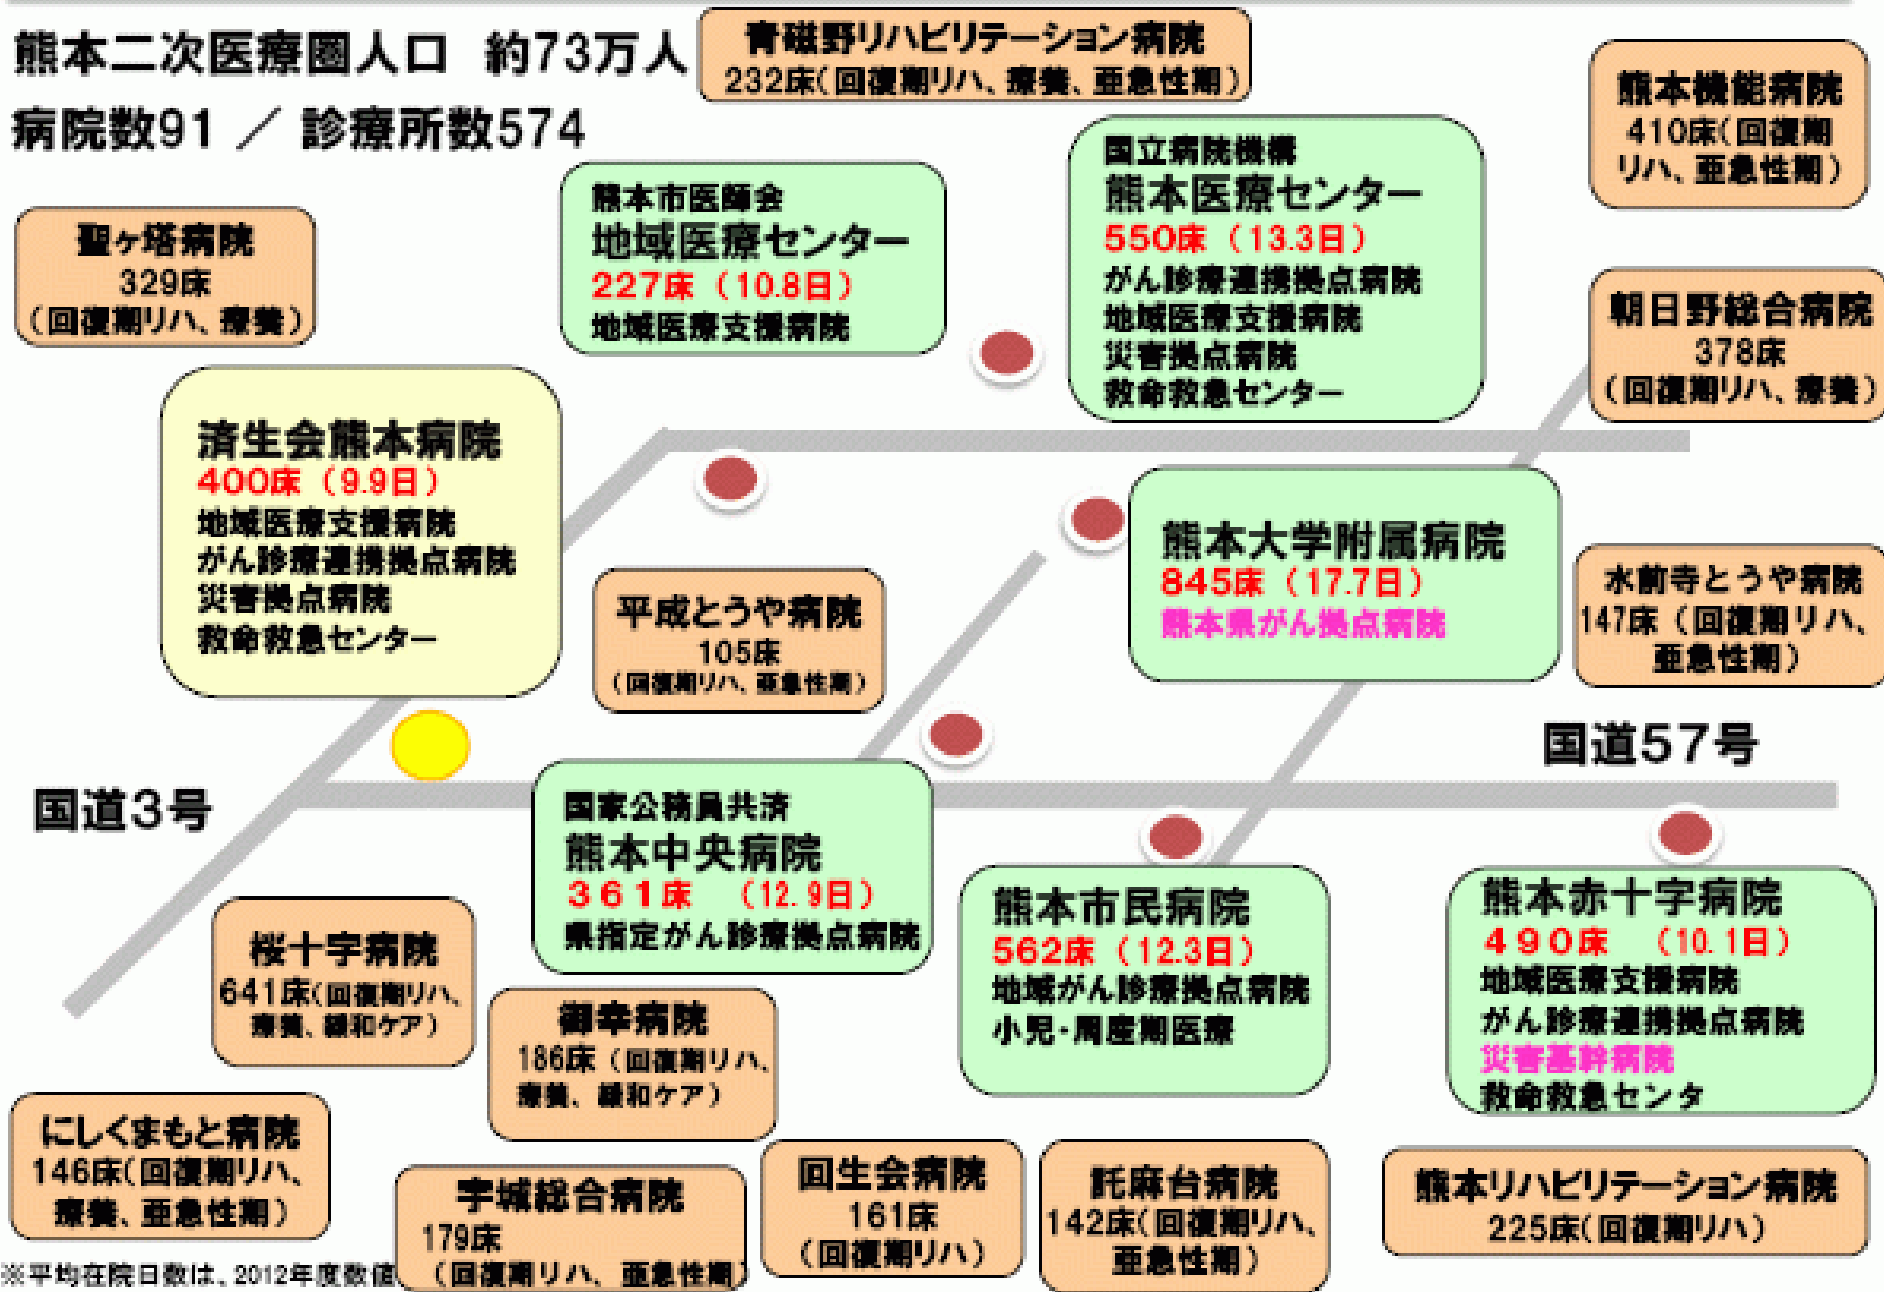 熊本二次医療圏人口 約73万人
病院数91 ／ 診療所数574
青磁野リハビリテーション病院
232床(回復期リハ、療養、亜急性期)
熊本機能病院
410床(回復期
リハ、亜急性期)
聖ヶ塔病院
329床
(回復期リハ、療養)
熊本市医師会
地域医療センター
227床（10.8日）
地域医療支援病院
国立病院機構
熊本医療センター
550床（13.3日）
がん診療連携拠点病院
地域医療支援病院
災害拠点病院
救命救急センター
朝日野総合病院
378床
(回復期リハ、療養)
済生会熊本病院
400床（9.9日）
地域医療支援病院
がん診療連携拠点病院
災害拠点病院
救命救急センター
熊本大学附属病院
845床（17.7日）
熊本県がん拠点病院
平成とうや病院
105床
(回復期リハ、亜急性期)
水前寺とうや病院
147床（回復期リハ、
亜急性期）
国道57号
国道3号
国家公務員共済
熊本中央病院
３６１床　（12.9日）
県指定がん診療拠点病院
熊本市民病院
562床（12.3日）
地域がん診療拠点病院
小児・周産期医療
熊本赤十字病院
４９０床　（10.1日）
地域医療支援病院
がん診療連携拠点病院
災害基幹病院
救命救急センタ
桜十字病院
641床(回復期リハ、
療養、緩和ケア)
御幸病院
186床（回復期リハ、
療養、緩和ケア）
にしくまもと病院
146床(回復期リハ、
療養、亜急性期)
宇城総合病院
179床
(回復期リハ、亜急性期)
回生会病院
161床
(回復期リハ)
託麻台病院
142床(回復期リハ、
亜急性期)
熊本リハビリテーション病院
225床(回復期リハ)
※平均在院日数は、2012年度数値